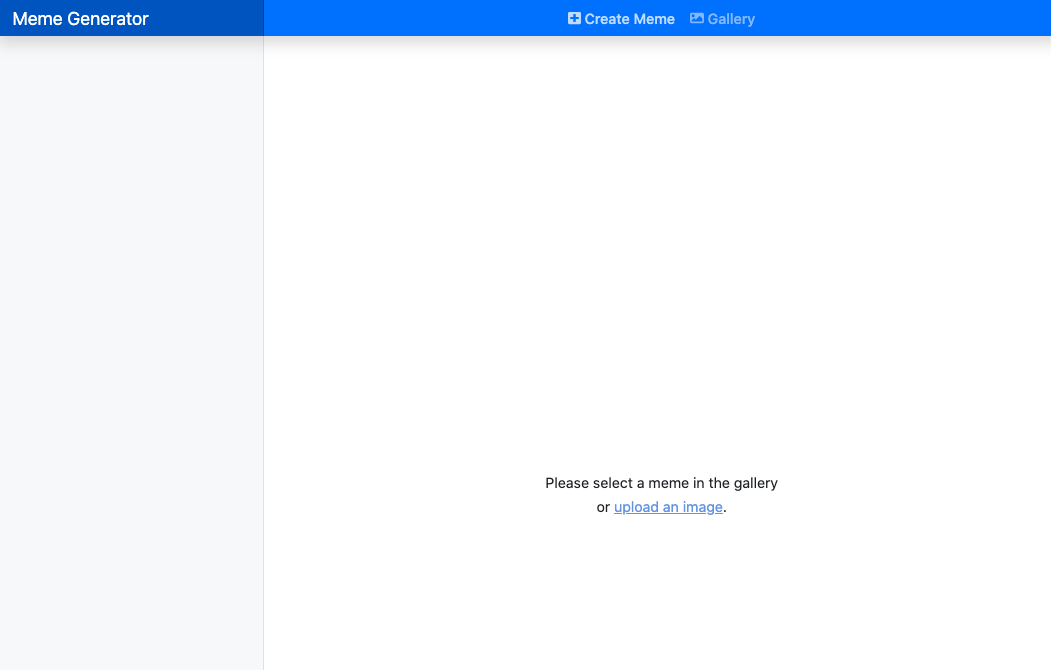 Meme Generator
Create Meme
Gallery
Please select a meme in the gallery
or upload an image.